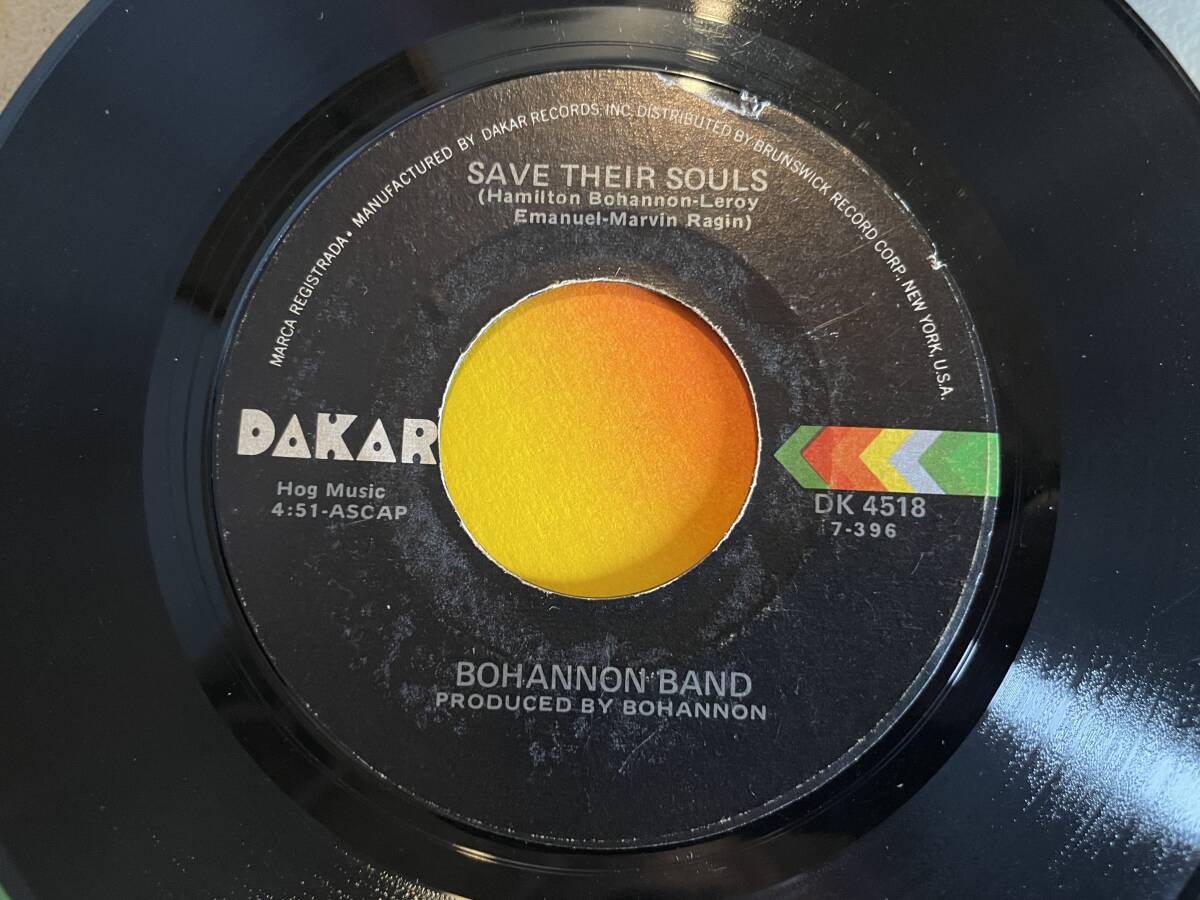 MARCA REGISTRADA • MANUFACTURED BY DAKAR RECORDS, INC, DISTRIBUTED BY BRUNSWICK RECORD CORP., NEW YORK, U.S.A.
SAVE THEIR SOULS
(Hamilton Bohannon-Leroy
Emanuel-Marvin Ragin)
DAKAR
Hog Music
4:51-ASCAP
DK 4518
7-396
BOHANNON BAND
PRODUCED BY BOHANNON